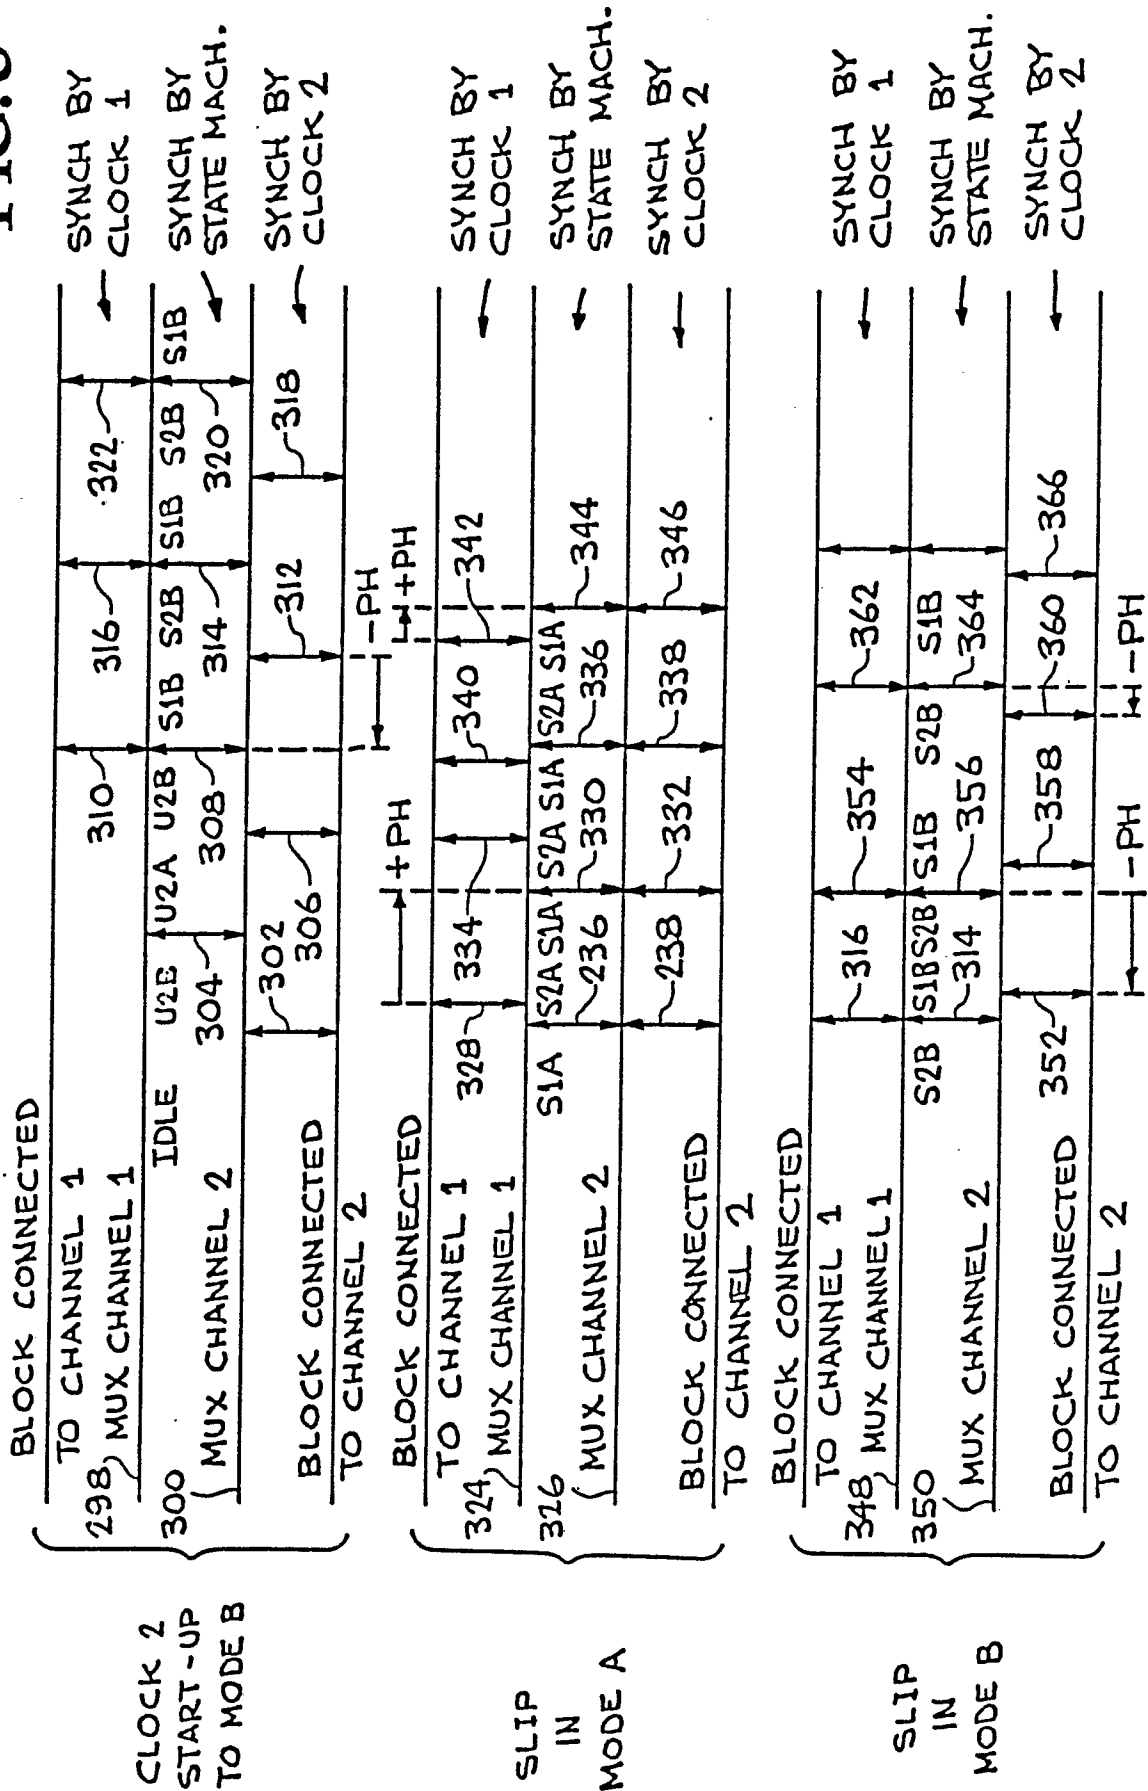 CLOCK 2
START-UP
TO MODE B
BLOCK CONNECTED
TO CHANNEL 1
298 MUX CHANNEL 1
300
MUX CHANNEL 2
BLOCK CONNECTED
TO CHANNEL 2
310 316 322
IDLE U2E U2A U2B S1B S2B S1B S2B S1B
304 308 314 320
302 306 312 318
-PH
SYNCH BY
CLOCK 1
SYNCH BY
STATE MACH.
SYNCH BY
CLOCK 2
SLIP
IN
MODE A
BLOCK CONNECTED
TO CHANNEL 1
324 MUX CHANNEL 1
326
MUX CHANNEL 2
BLOCK CONNECTED
TO CHANNEL 2
+PH +PH
328 334 340 342
S1A S2A S1A S2A S1A S2A S1A
236 330 336 344
238 332 338 346
SYNCH BY
CLOCK 1
SYNCH BY
STATE MACH.
SYNCH BY
CLOCK 2
SLIP
IN
MODE B
BLOCK CONNECTED
TO CHANNEL 1
348 MUX CHANNEL 1
350
MUX CHANNEL 2
BLOCK CONNECTED
TO CHANNEL 2
316 354 362
S2B S1B S2B S1B S2B S1B
314 356 364
352 358 360 366
-PH -PH
SYNCH BY
CLOCK 1
SYNCH BY
STATE MACH.
SYNCH BY
CLOCK 2